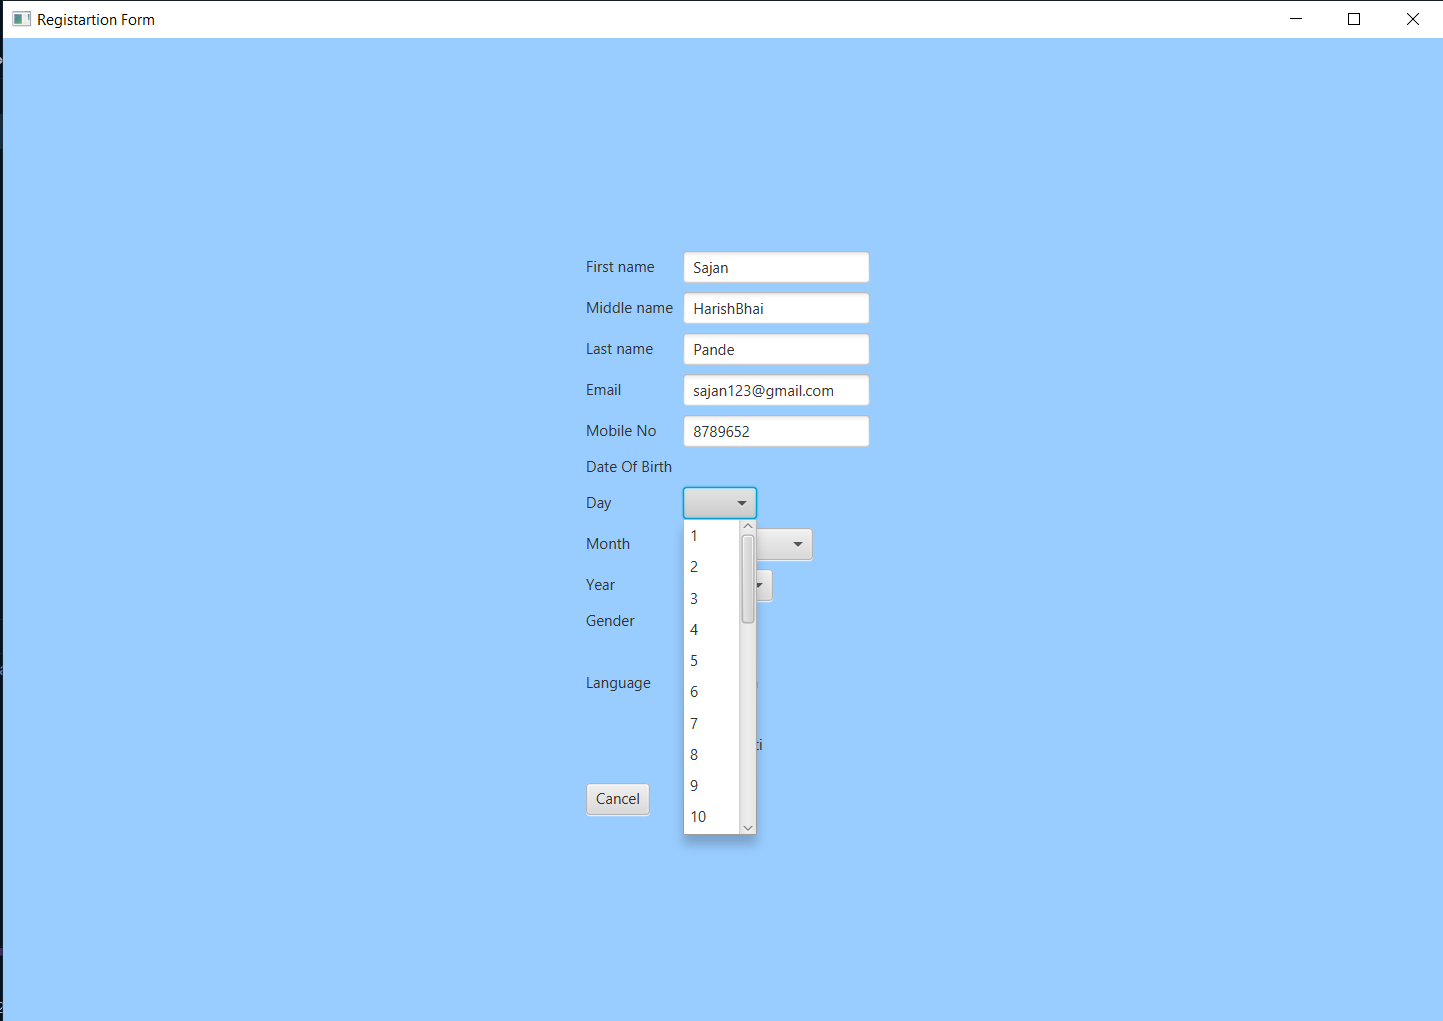 Registartion Form
First name Sajan
Middle name HarishBhai
Last name Pande
Email sajan123@gmail.com
Mobile No 8789652
Date Of Birth
Day
1
Month
2
Year
3
Gender
4
5
Language
6
7
8
9
Cancel
10